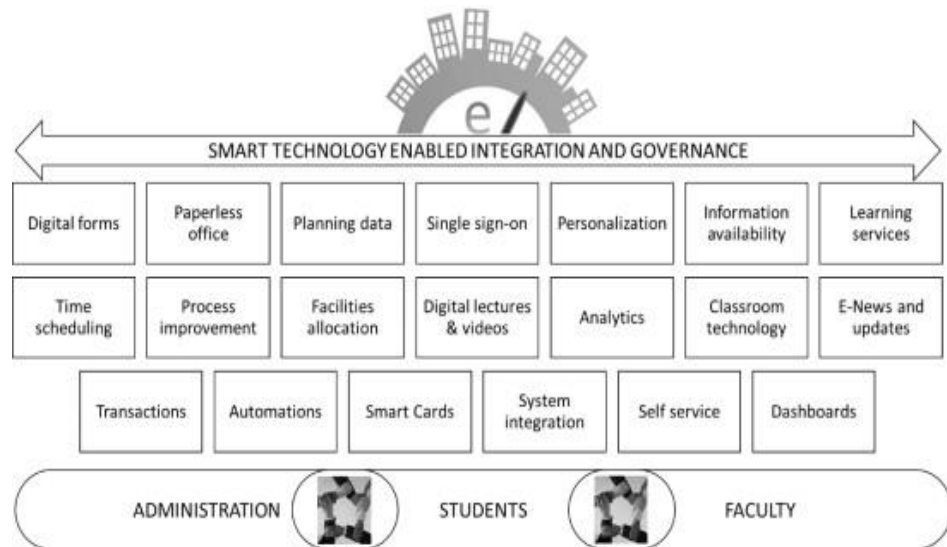 e
SMART TECHNOLOGY ENABLED INTEGRATION AND GOVERNANCE
Digital forms
Paperless
office
Planning data
Single sign-on
Personalization
Information
availability
Learning
services
Time
scheduling
Process
improvement
Facilities
allocation
Digital lectures
& videos
Analytics
Classroom
technology
E-News and
updates
Transactions
Automations
Smart Cards
System
integration
Self service
Dashboards
ADMINISTRATION
STUDENTS
FACULTY